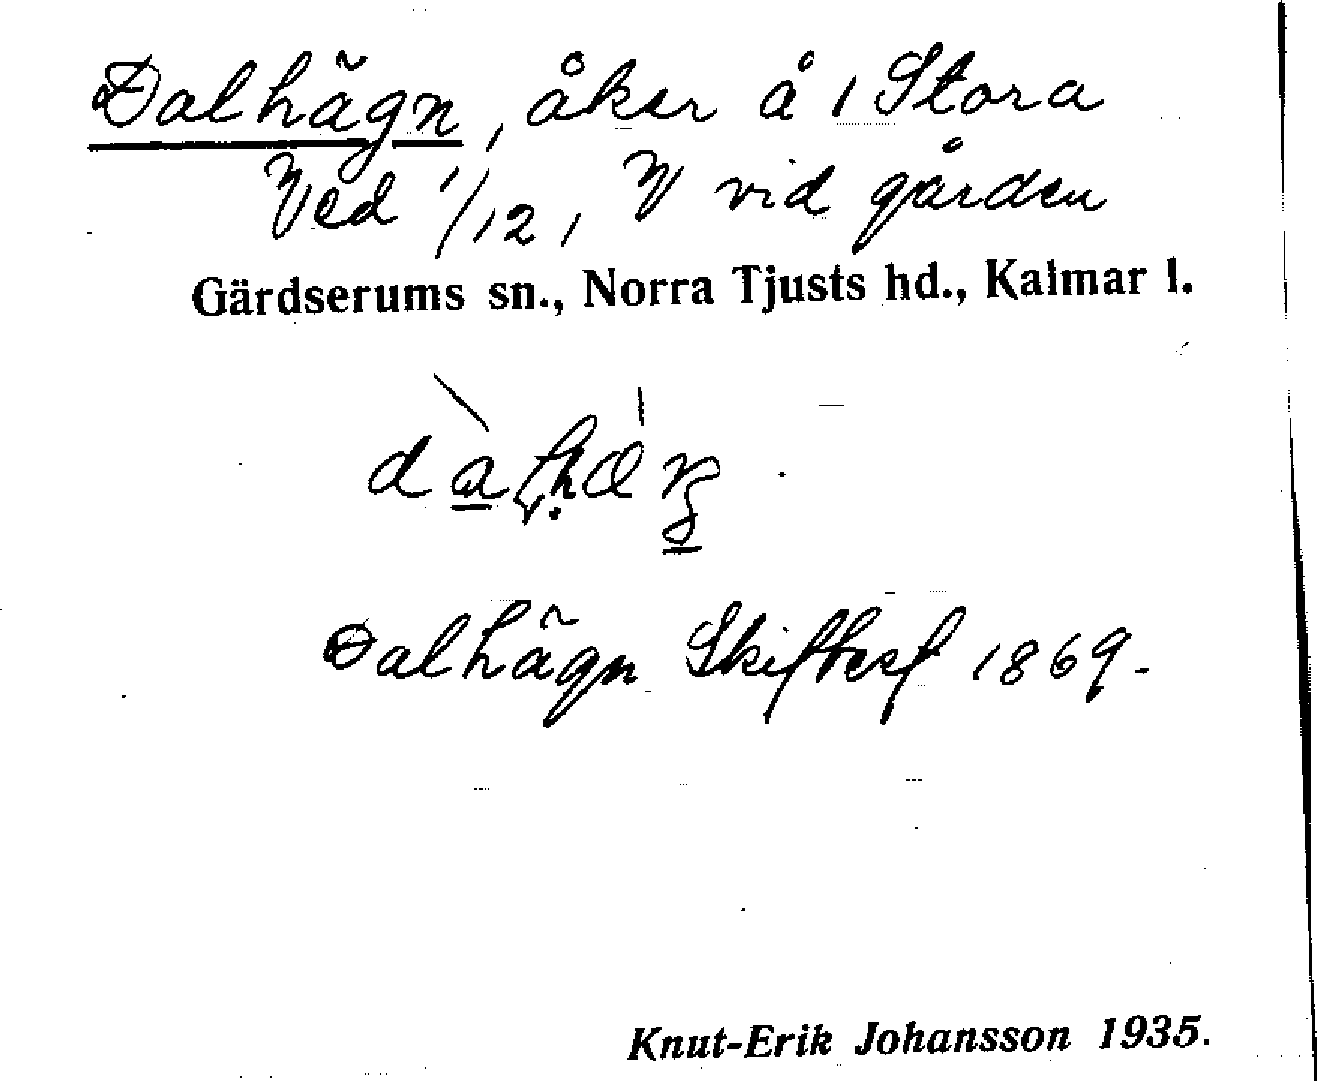 Dalhägn, åker å 1 Stora
Ved 1/12, V vid gården
Gärdserums sn., Norra Tjusts hd., Kalmar l.
Dalhägn Skiftesf 1869.
Knut-Erik Johansson 1935.